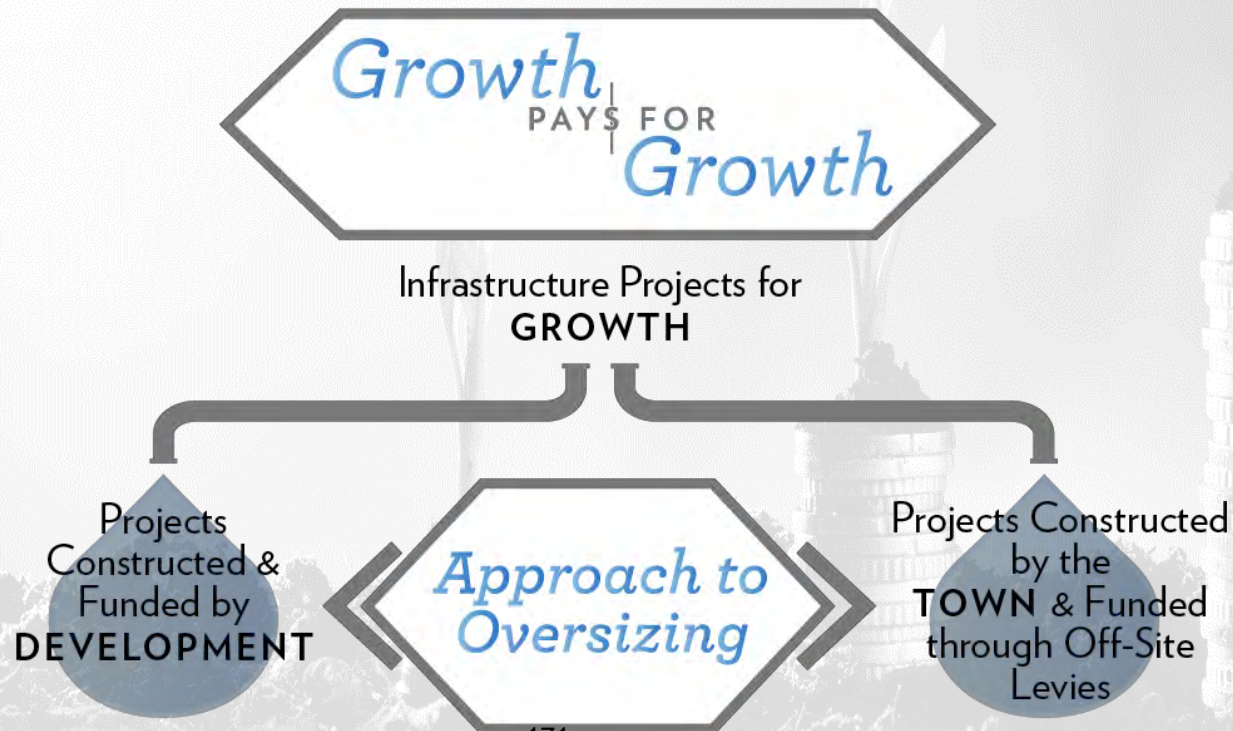 Growth
PAYS FOR
Growth
Infrastructure Projects for
GROWTH
Projects
Constructed &
Funded by
DEVELOPMENT
Approach to
Oversizing
Projects Constructed
by the
TOWN & Funded
through Off-Site
Levies